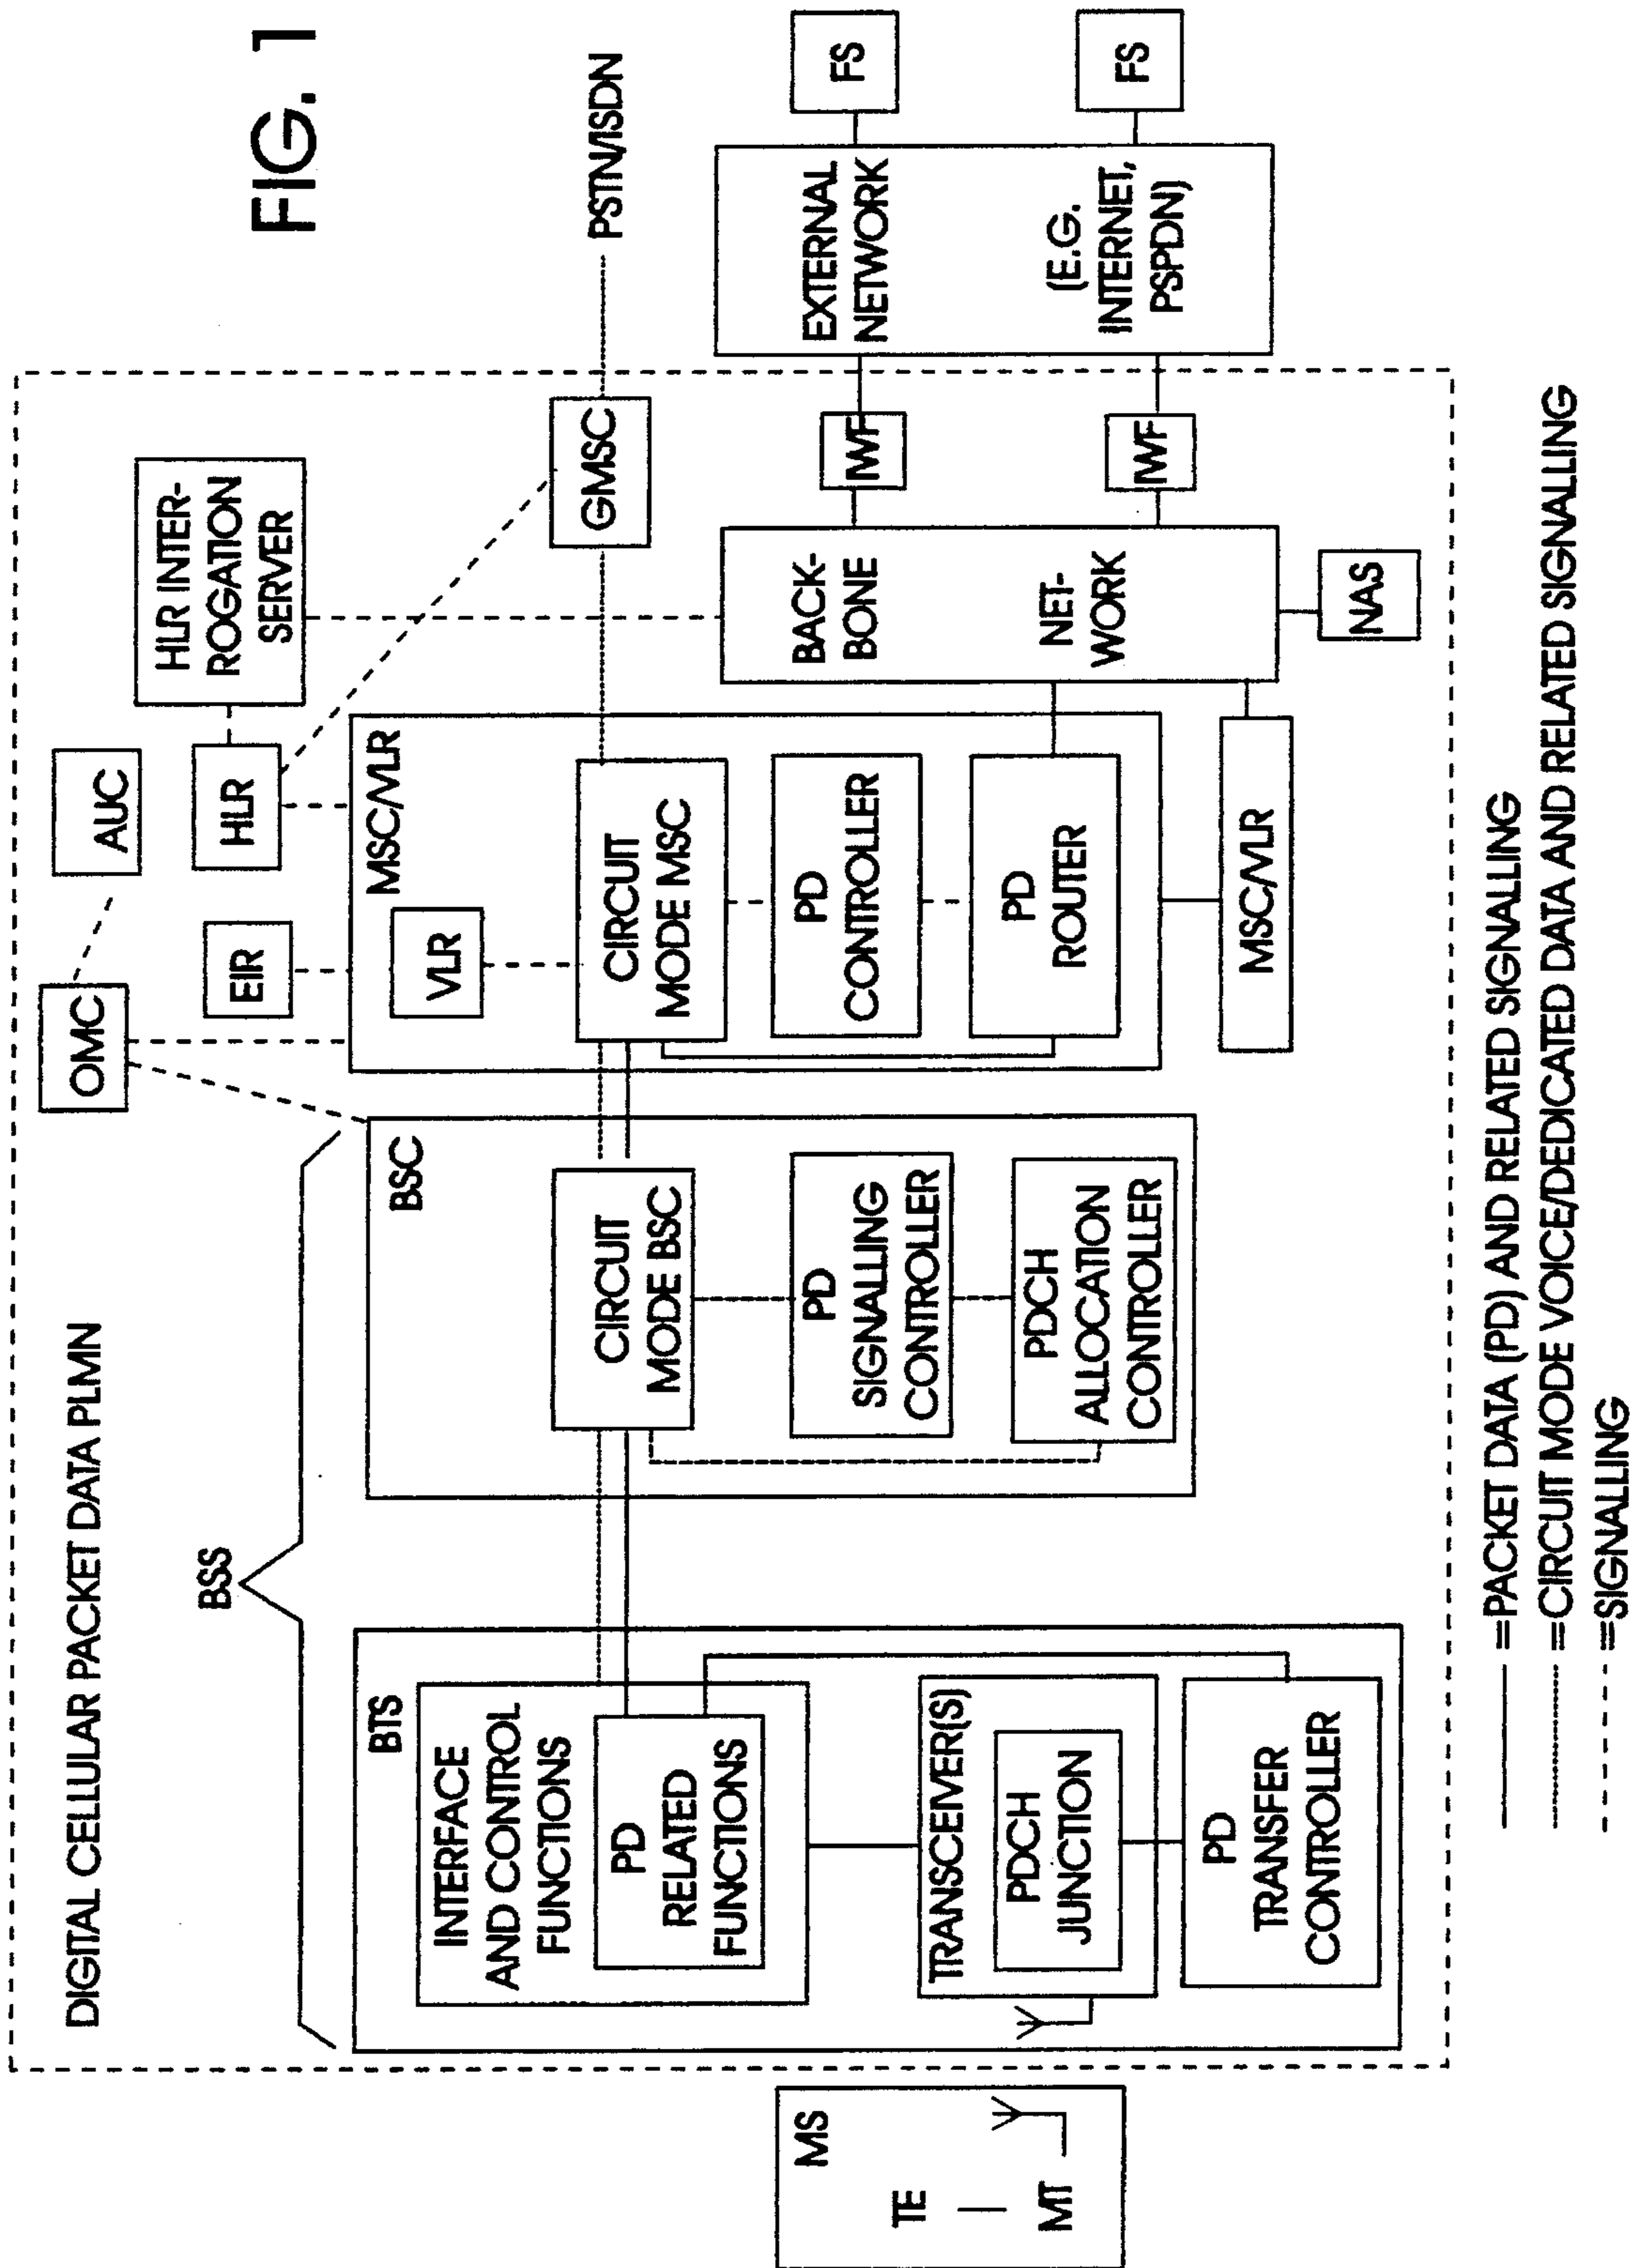 FIG. 1
DIGITAL CELLULAR PACKET DATA PLMN
BSS
OMC
AUC
EIR
HLR
HLR INTER-
ROGATION
SERVER
MS
TE
MT
BTS
INTERFACE
AND CONTROL
FUNCTIONS
PD
RELATED
FUNCTIONS
TRANSCEIVER(S)
PDCH
JUNCTION
PD
TRANSFER
CONTROLLER
BSC
CIRCUIT
MODE BSC
PD
SIGNALLING
CONTROLLER
PDCH
ALLOCATION
CONTROLLER
MSC/VLR
VLR
CIRCUIT
MODE MSC
PD
CONTROLLER
PD
ROUTER
MSC/VLR
GMSC
PSTN/ISDN
BACK-
BONE
NET-
WORK
NAS
IWF
IWF
EXTERNAL
NETWORK
(E.G.
INTERNET,
PSPDN)
FS
FS
=PACKET DATA (PD) AND RELATED SIGNALLING
=CIRCUIT MODE VOICE/DEDICATED DATA AND RELATED SIGNALLING
=SIGNALLING